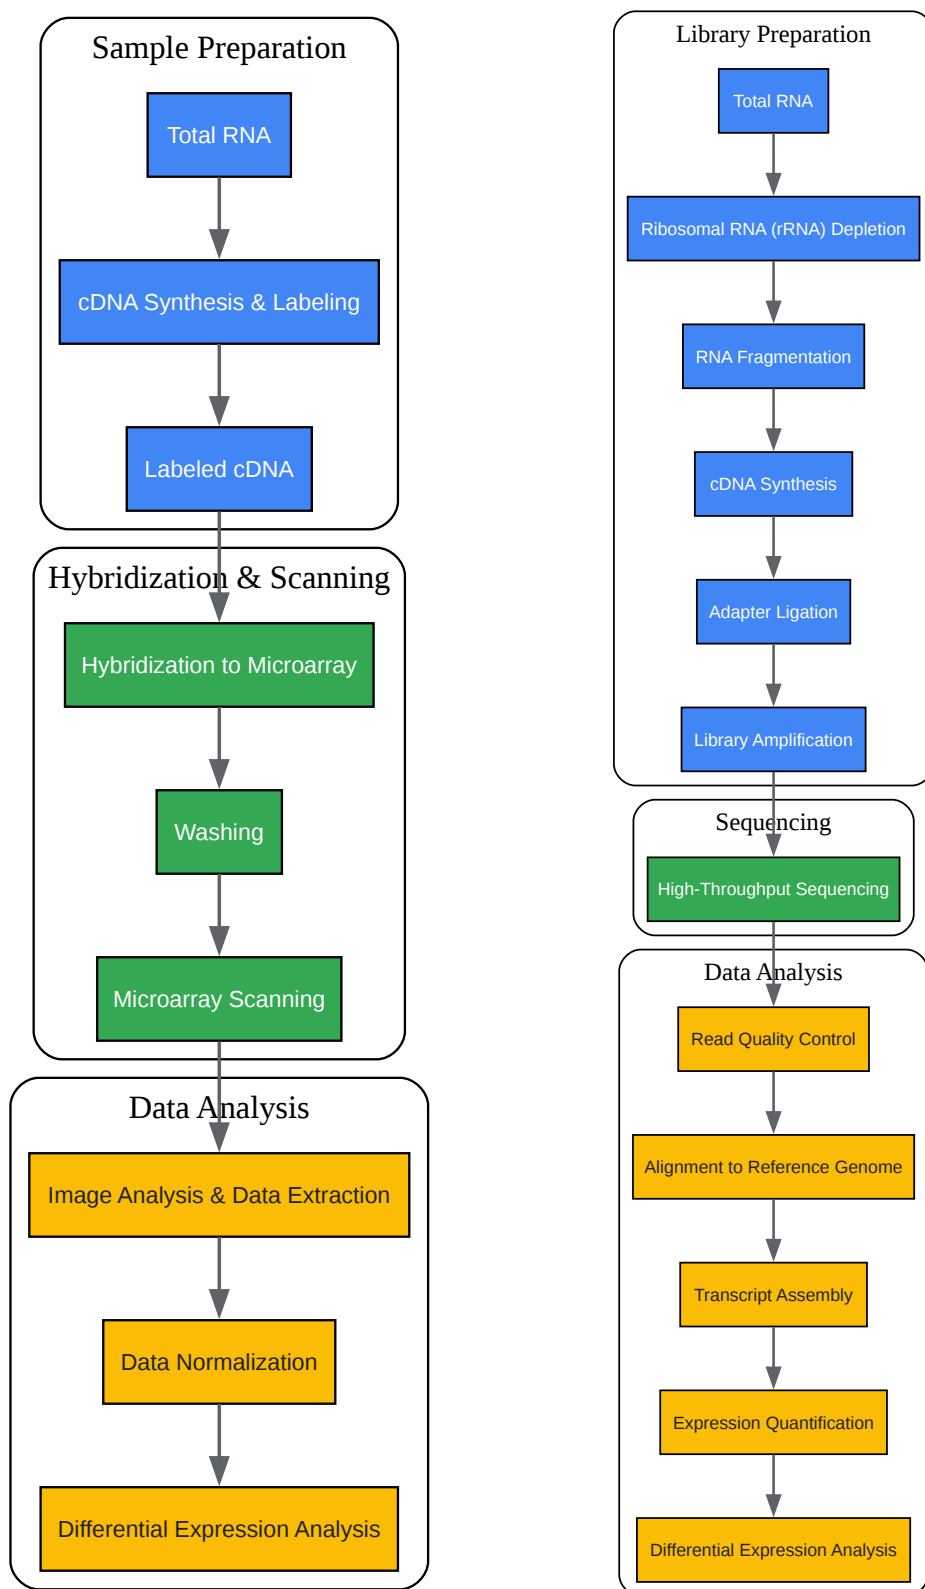 Sample Preparation
Total RNA
cDNA Synthesis & Labeling
Labeled cDNA
Hybridization & Scanning
Hybridization to Microarray
Washing
Microarray Scanning
Data Analysis
Image Analysis & Data Extraction
Data Normalization
Differential Expression Analysis
Library Preparation
Total RNA
Ribosomal RNA (rRNA) Depletion
RNA Fragmentation
cDNA Synthesis
Adapter Ligation
Library Amplification
Sequencing
High-Throughput Sequencing
Data Analysis
Read Quality Control
Alignment to Reference Genome
Transcript Assembly
Expression Quantification
Differential Expression Analysis